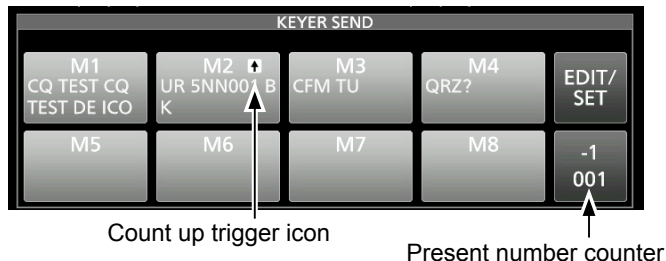 KEYER SEND
M1
CQ TEST CQ
TEST DE ICO
M2
UR 5NN001 B
K
M3
CFM TU
M4
QRZ?
EDIT/
SET
M5
M6
M7
M8
-1
001
Count up trigger icon
Present number counter